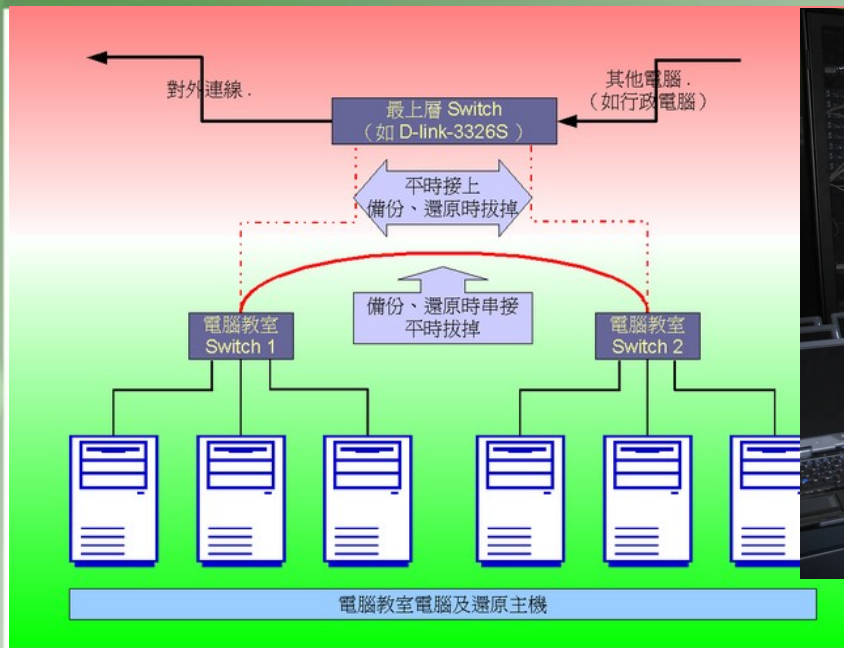 對外連線 .
其他電腦 .
（如行政電腦）
最上層 Switch
（如 D-link-3326S ）
平時接上
備份、還原時拔掉
備份、還原時串接
平時拔掉
電腦教室
Switch 1
電腦教室
Switch 2
電腦教室電腦及還原主機